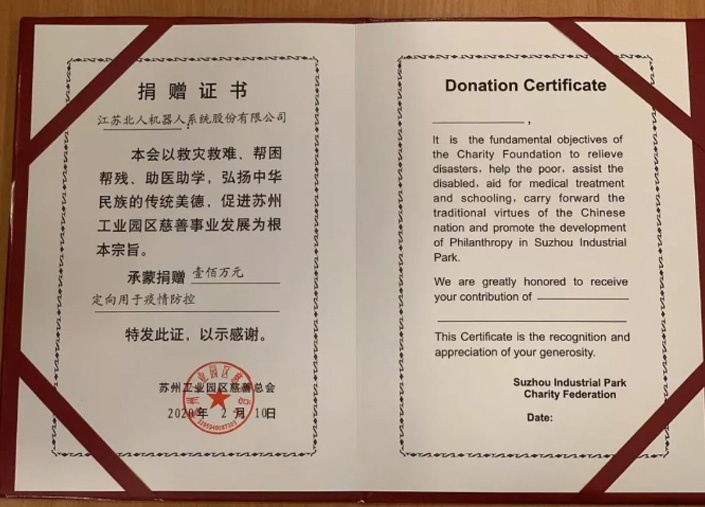 捐赠证书
江苏北人机器人系统股份有限公司
：
本会以救灾救难、帮困
帮残、助医助学，弘扬中华
民族的传统美德，促进苏州
工业园区慈善事业发展为根
本宗旨。
承蒙捐赠 壹佰万元
定向用于疫情防控
特发此证，以示感谢。
苏州工业园区慈善总会
2020年 2月 10日
Donation Certificate
,
It is the fundamental objectives of
the Charity Foundation to relieve
disasters, help the poor, assist the
disabled, aid for medical treatment
and schooling, carry forward the
traditional virtues of the Chinese
nation and promote the development
of Philanthropy in Suzhou Industrial
Park.
We are greatly honored to receive
your contribution of
This Certificate is the recognition and
appreciation of your generosity.
Suzhou Industrial Park
Charity Federation
Date: